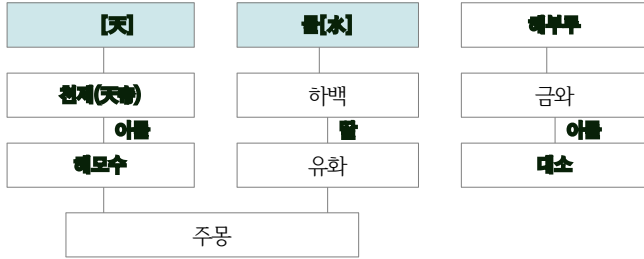 [天] 물[水] 해부루
천제(天帝) 하백 금와
아들 딸 아들
해모수 유화 대소
주몽